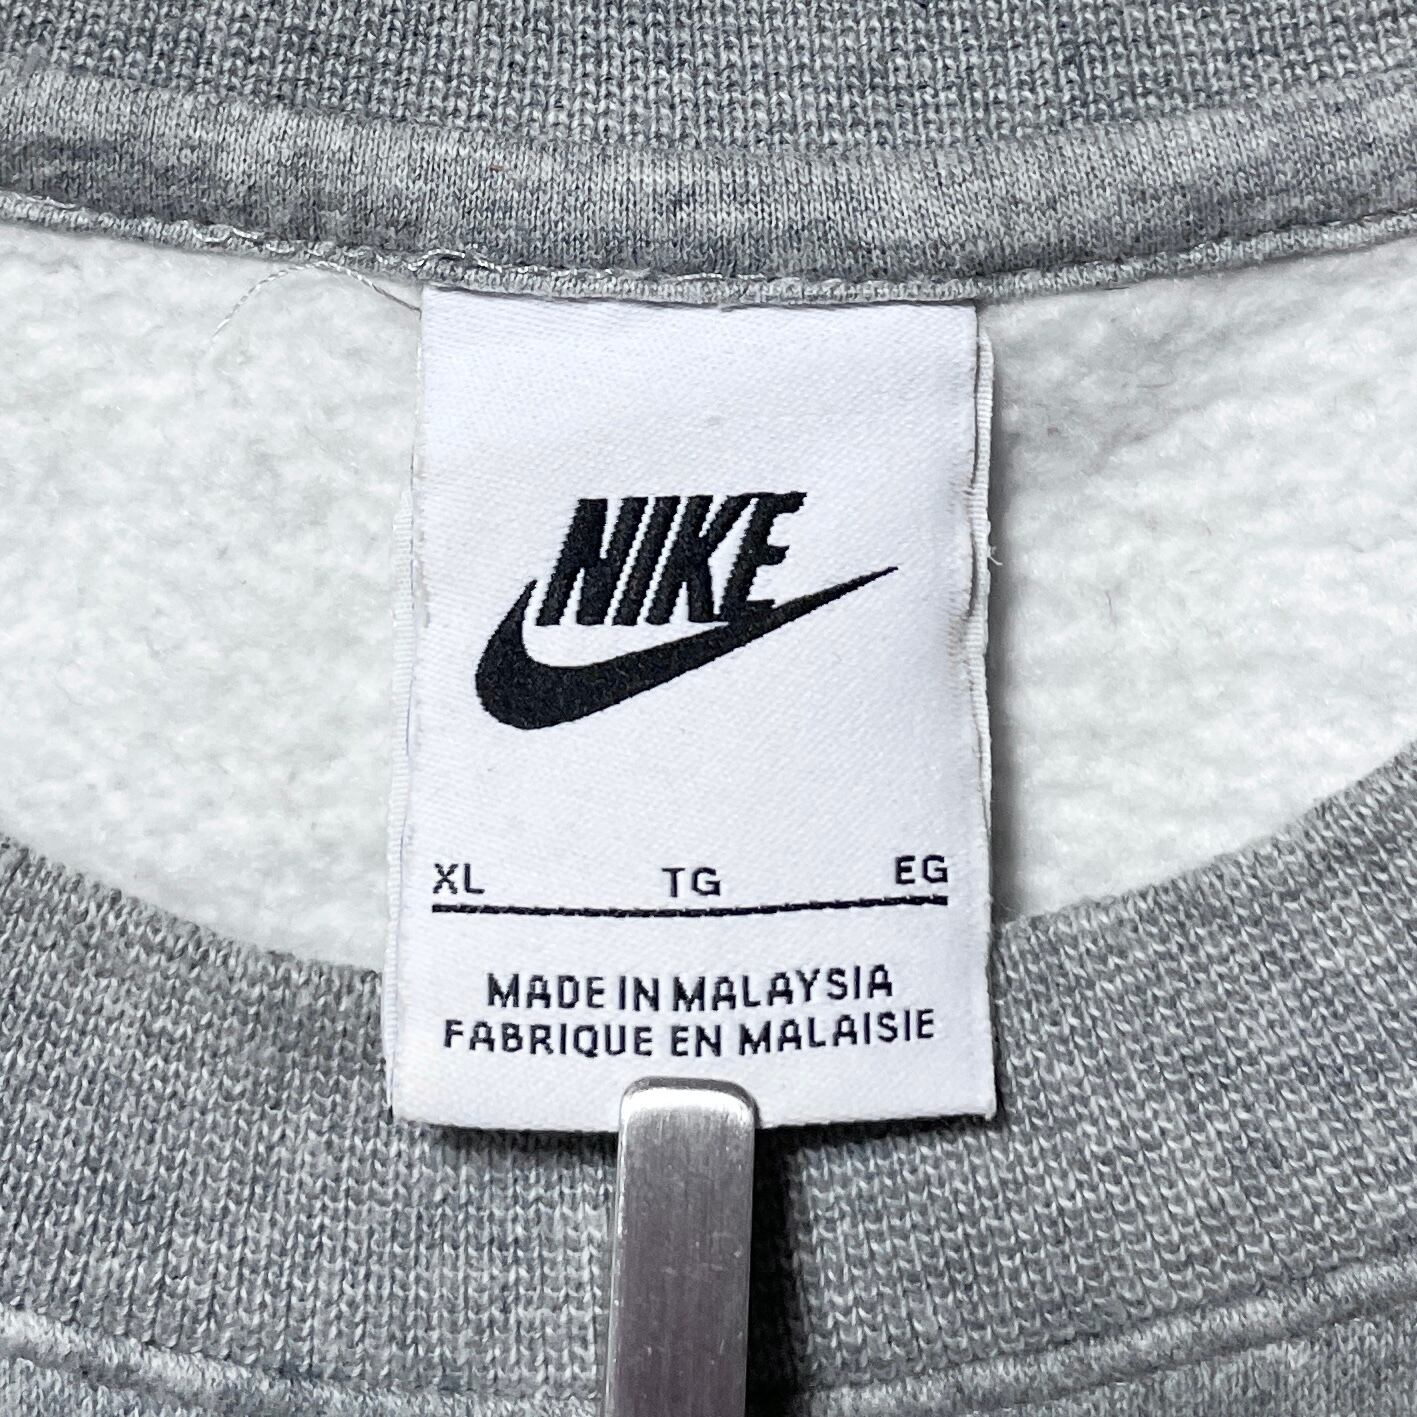 NIKE
XL TG EG
MADE IN MALAYSIA
FABRIQUE EN MALAISIE